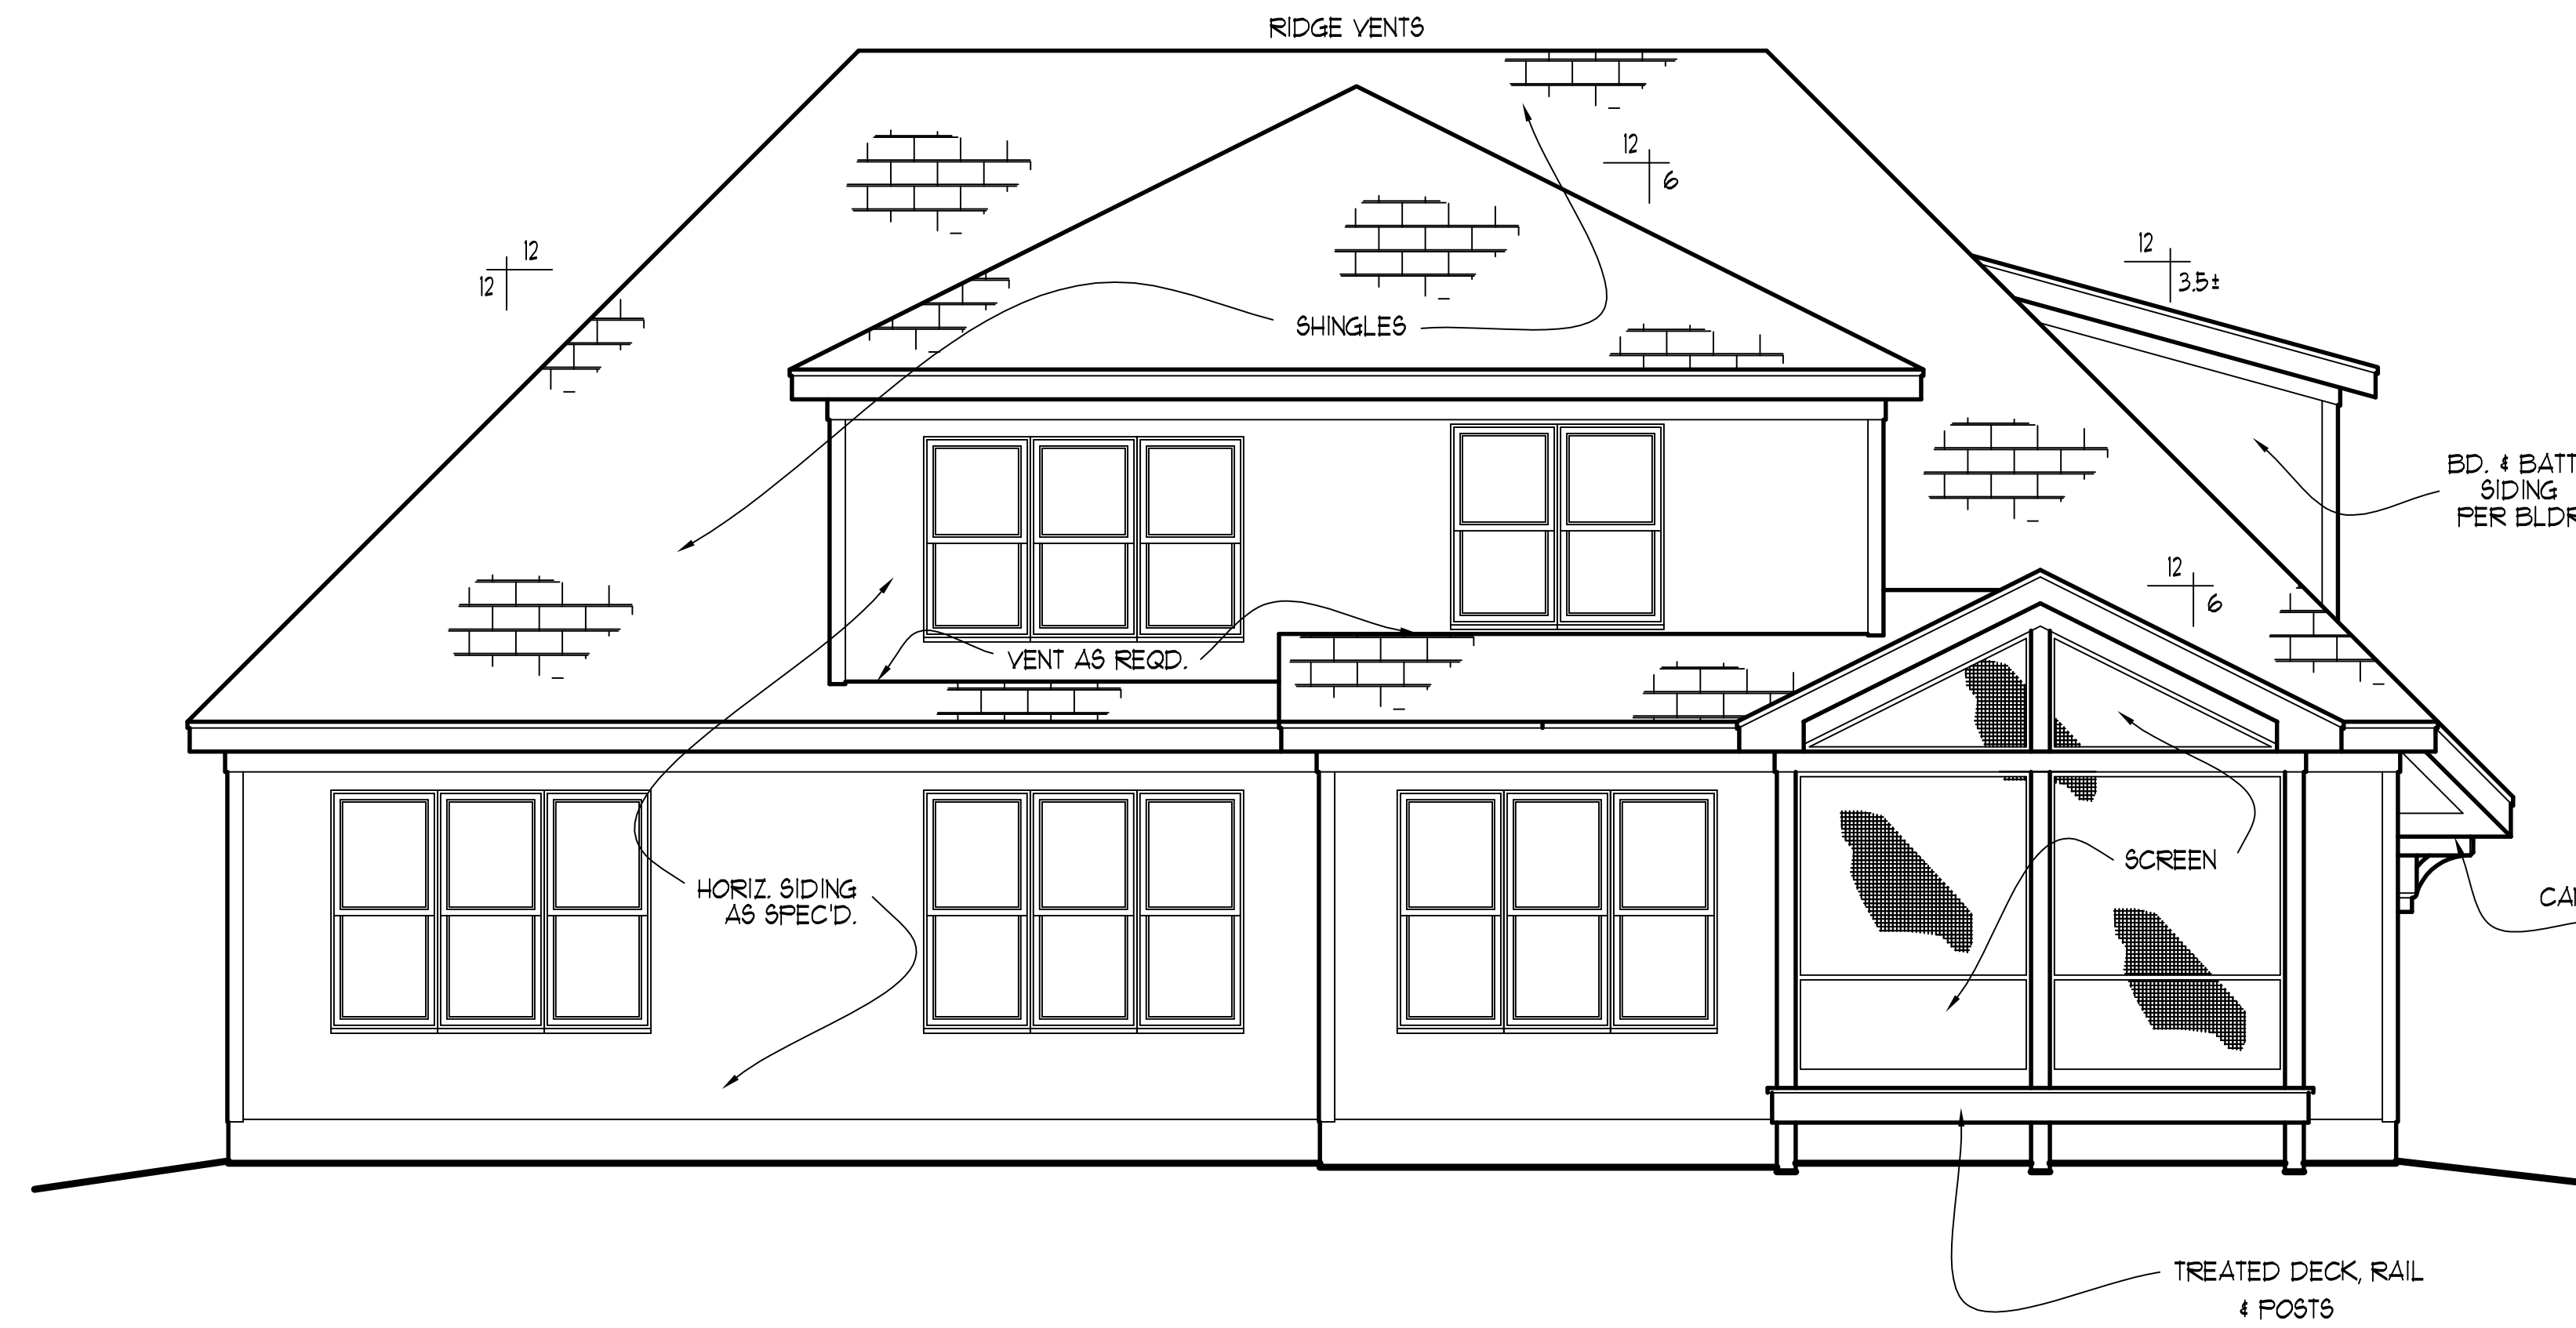 RIDGE VENTS
12
6
12
12
12
3.5±
SHINGLES
BD. & BATT
SIDING
PER BLDR
12
6
VENT AS REQD.
SCREEN
HORIZ. SIDING
AS SPEC'D.
TREATED DECK, RAIL
& POSTS